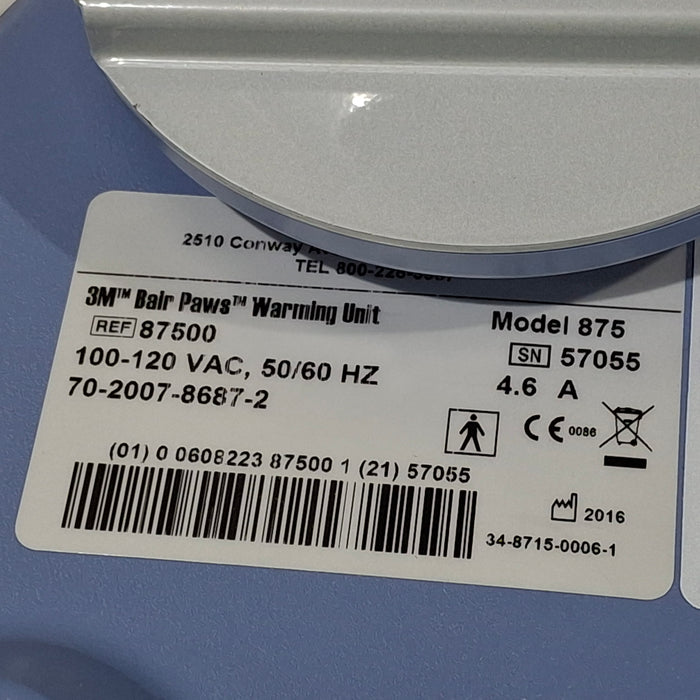 2510 Conway
TEL 800-228-
3M™ Bair Paws™ Warming Unit
REF 87500
100-120 VAC, 50/60 HZ
70-2007-8687-2
Model 875
SN 57055
4.6 A
CE 0086
(01) 0 0608223 87500 1 (21) 57055
2016
34-8715-0006-1